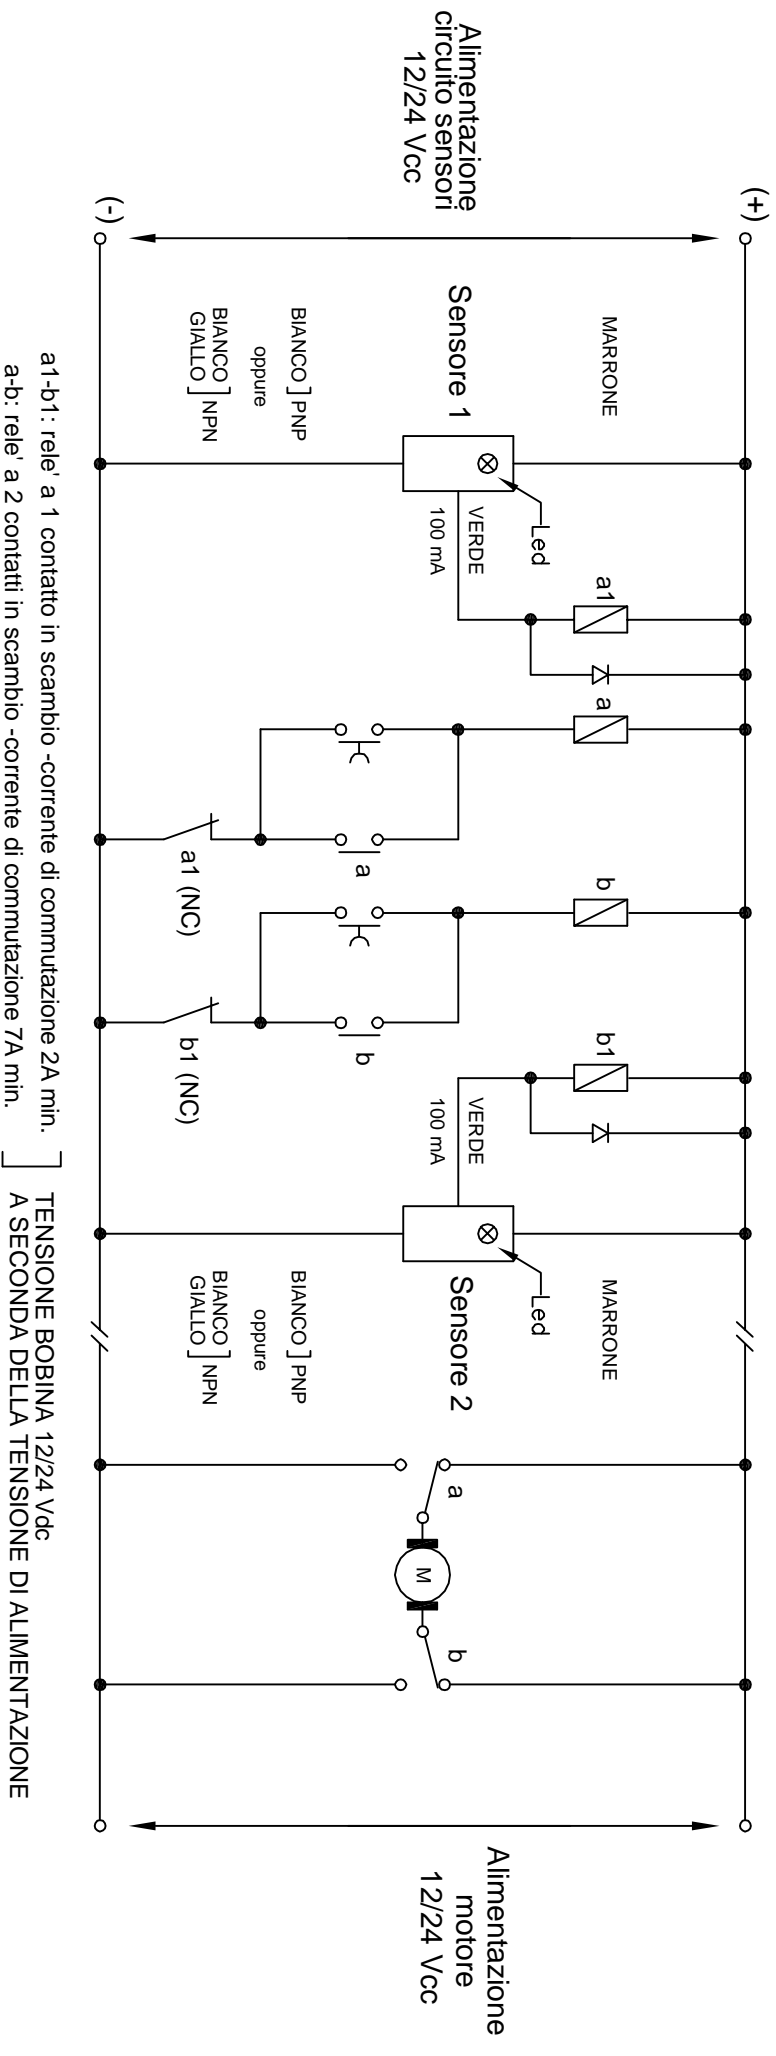 Alimentazione
circuito sensori
12/24 Vcc
(+)
(-)
MARRONE
Sensore 1
BIANCO ] PNP
oppure
BIANCO
GIALLO ] NPN
Led
VERDE
100 mA
a1
a
a
a1 (NC)
b
b
b1 (NC)
b1
VERDE
100 mA
Led
MARRONE
Sensore 2
BIANCO ] PNP
oppure
BIANCO
GIALLO ] NPN
a
M
b
Alimentazione
motore
12/24 Vcc
a1-b1: rele' a 1 contatto in scambio -corrente di commutazione 2A min.
a-b: rele' a 2 contatti in scambio -corrente di commutazione 7A min.
TENSIONE BOBINA 12/24 Vdc
A SECONDA DELLA TENSIONE DI ALIMENTAZIONE